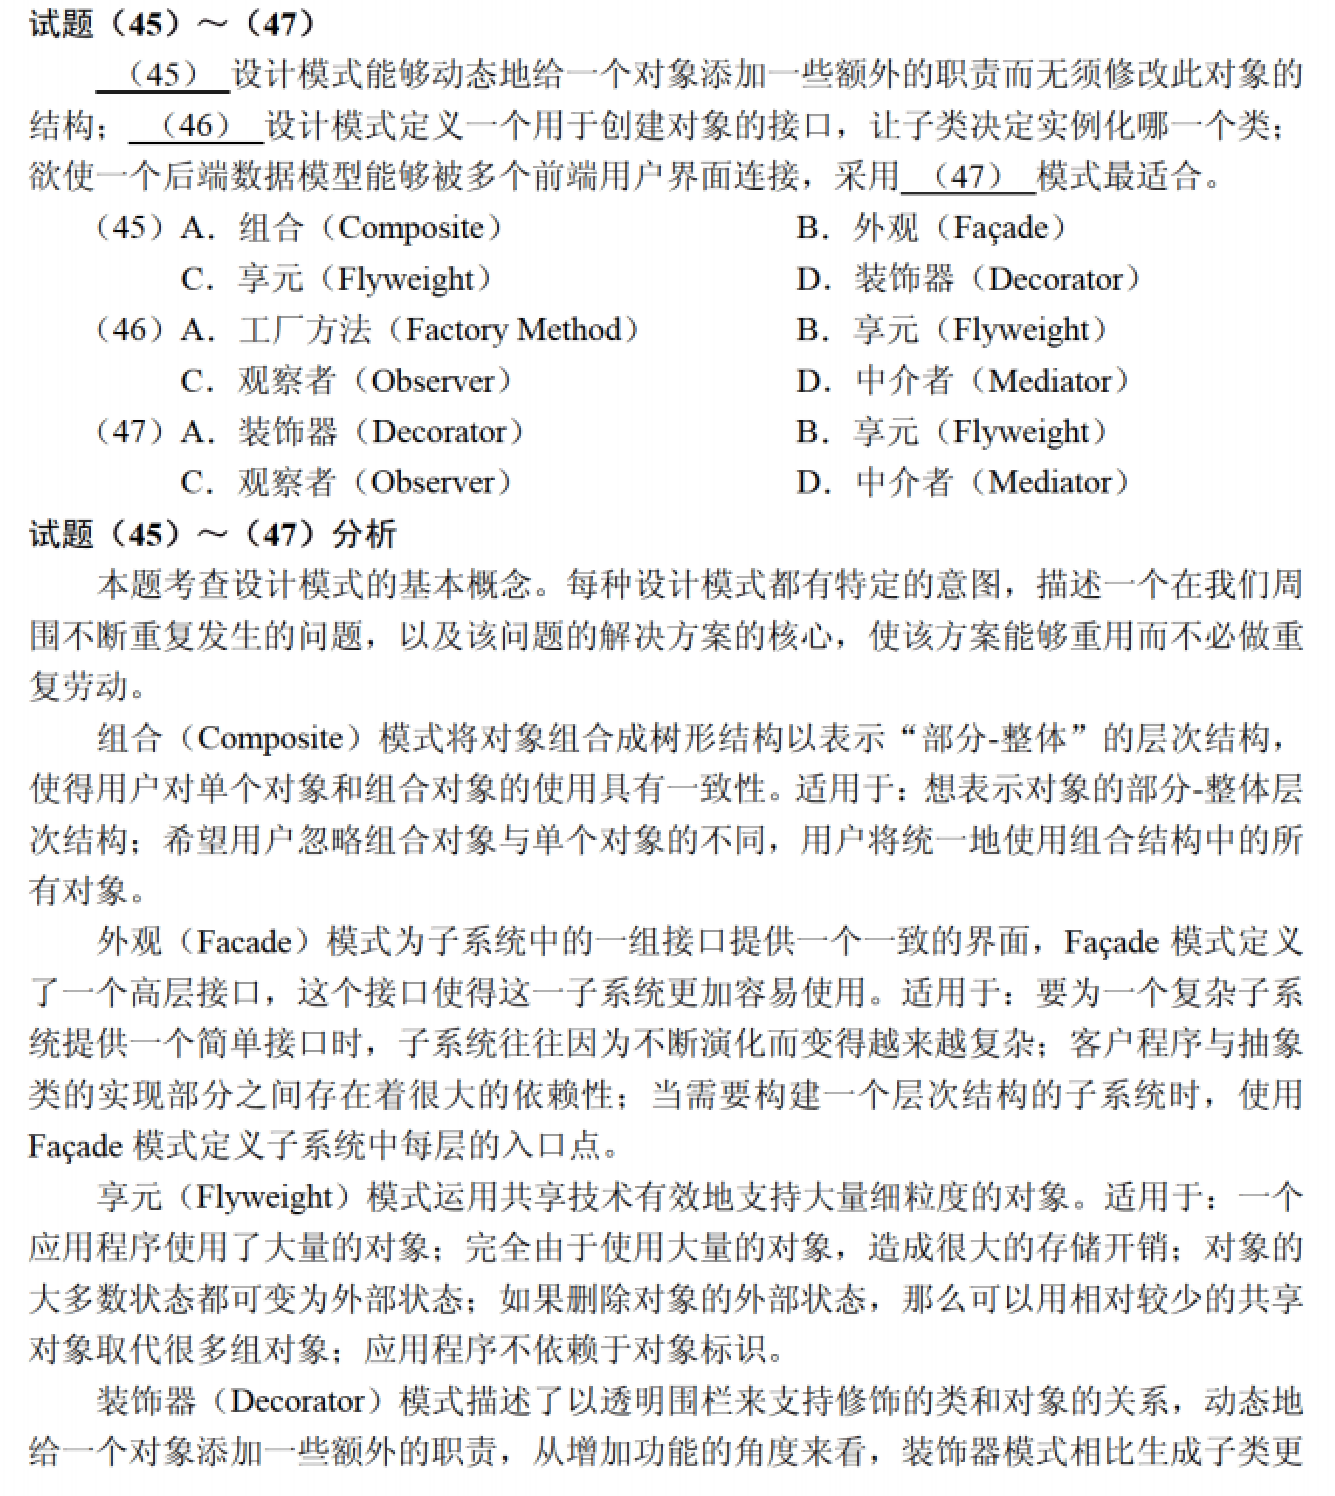 试题（45）～（47）
（45）设计模式能够动态地给一个对象添加一些额外的职责而无须修改此对象的
结构；（46）设计模式定义一个用于创建对象的接口，让子类决定实例化哪一个类；
欲使一个后端数据模型能够被多个前端用户界面连接，采用（47）模式最适合。
（45）A．组合（Composite） B．外观（Façade）
C．享元（Flyweight） D．装饰器（Decorator）
（46）A．工厂方法（Factory Method） B．享元（Flyweight）
C．观察者（Observer） D．中介者（Mediator）
（47）A．装饰器（Decorator） B．享元（Flyweight）
C．观察者（Observer） D．中介者（Mediator）
试题（45）～（47）分析
本题考查设计模式的基本概念。每种设计模式都有特定的意图，描述一个在我们周
围不断重复发生的问题，以及该问题的解决方案的核心，使该方案能够重用而不必做重
复劳动。
组合（Composite）模式将对象组合成树形结构以表示“部分-整体”的层次结构，
使得用户对单个对象和组合对象的使用具有一致性。适用于：想表示对象的部分-整体层
次结构；希望用户忽略组合对象与单个对象的不同，用户将统一地使用组合结构中的所
有对象。
外观（Facade）模式为子系统中的一组接口提供一个一致的界面，Façade 模式定义
了一个高层接口，这个接口使得这一子系统更加容易使用。适用于：要为一个复杂子系
统提供一个简单接口时，子系统往往因为不断演化而变得越来越复杂；客户程序与抽象
类的实现部分之间存在着很大的依赖性；当需要构建一个层次结构的子系统时，使用
Façade 模式定义子系统中每层的入口点。
享元（Flyweight）模式运用共享技术有效地支持大量细粒度的对象。适用于：一个
应用程序使用了大量的对象；完全由于使用大量的对象，造成很大的存储开销；对象的
大多数状态都可变为外部状态；如果删除对象的外部状态，那么可以用相对较少的共享
对象取代很多组对象；应用程序不依赖于对象标识。
装饰器（Decorator）模式描述了以透明围栏来支持修饰的类和对象的关系，动态地
给一个对象添加一些额外的职责，从增加功能的角度来看，装饰器模式相比生成子类更